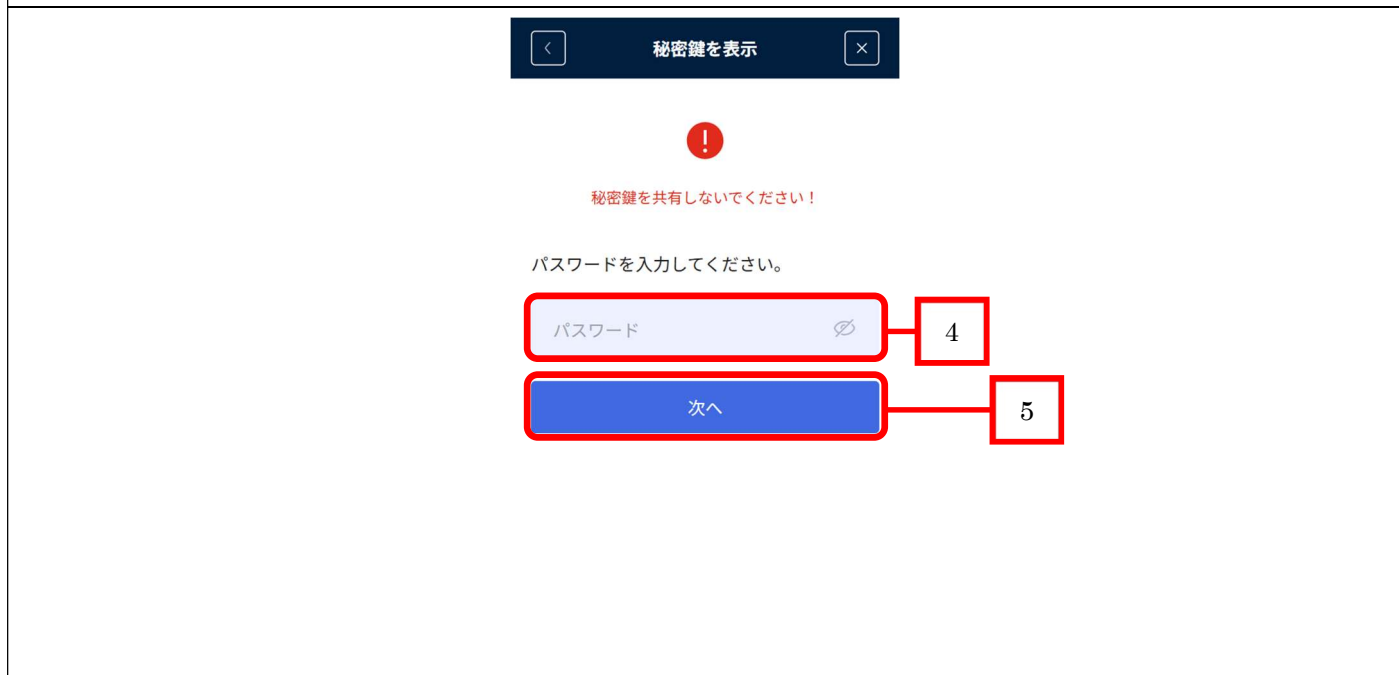 秘密鍵を表示
秘密鍵を共有しないでください！
パスワードを入力してください。
パスワード
4
次へ
5